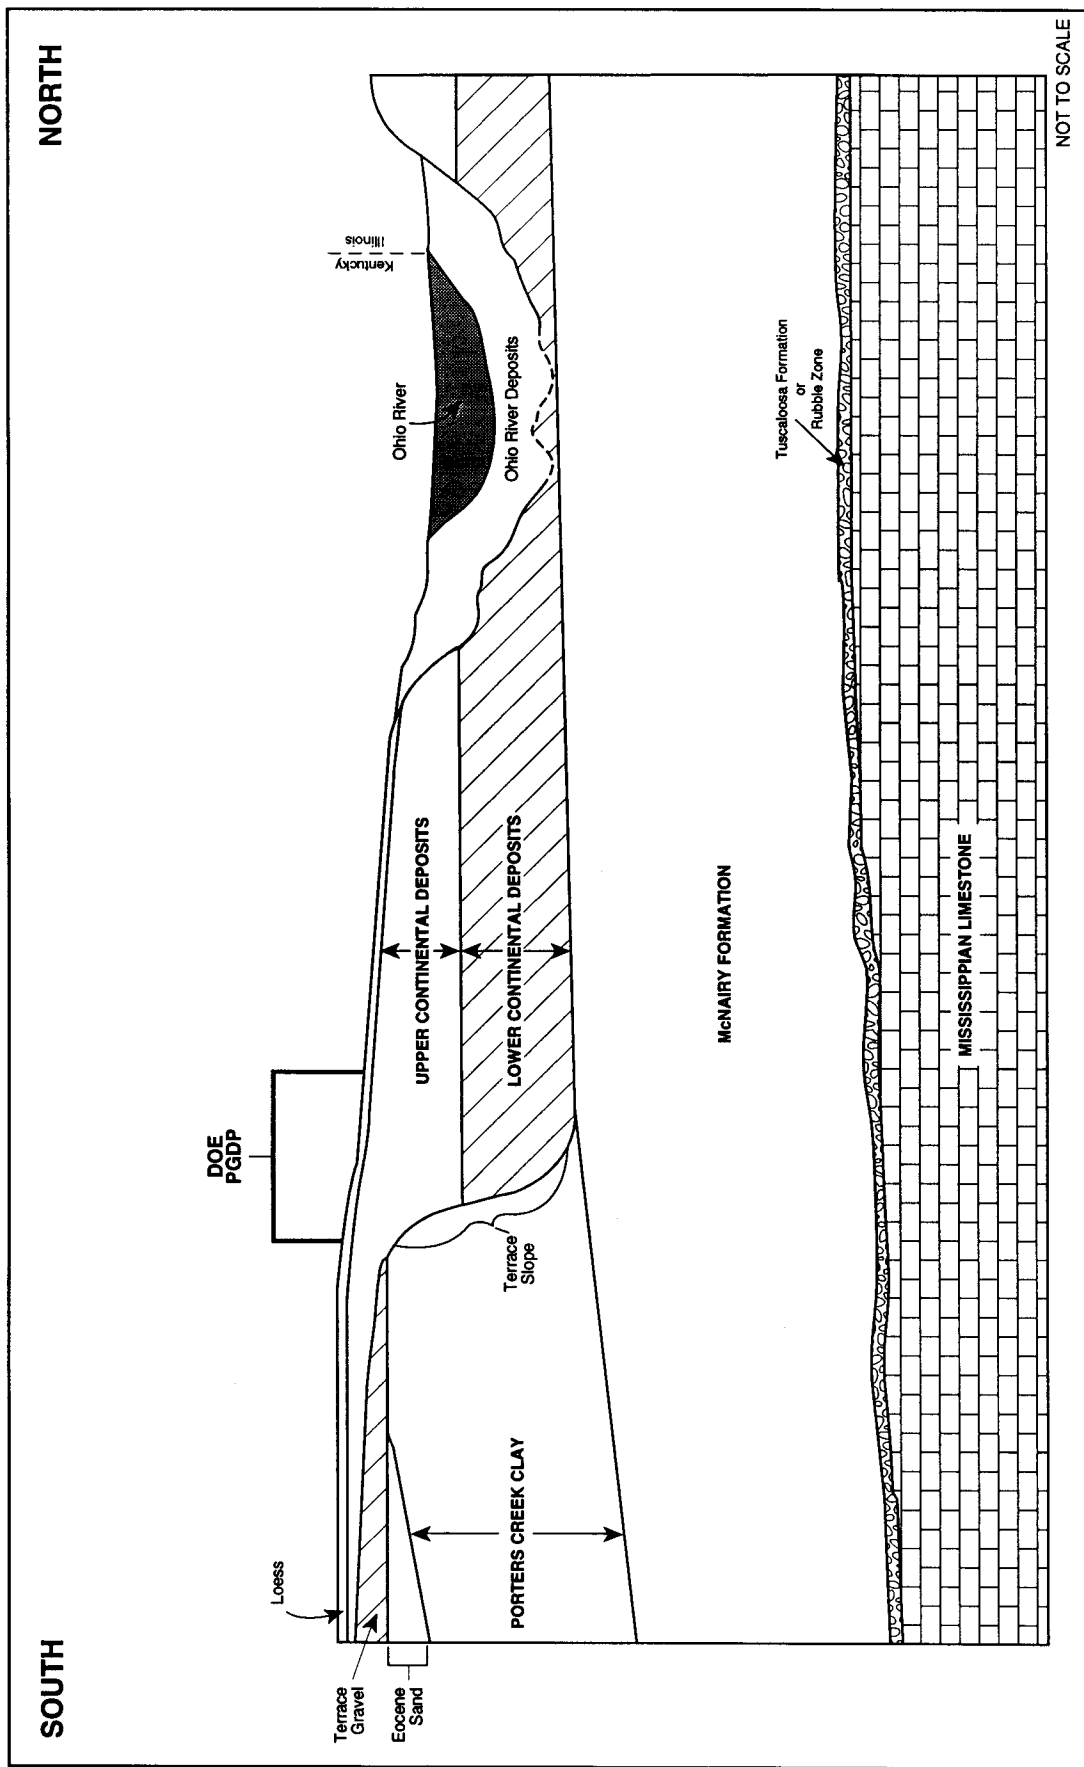 SOUTH
NORTH
DOE
PGDP
Loess
Terrace
Gravel
Eocene
Sand
Terrace
Slope
PORTERS CREEK CLAY
UPPER CONTINENTAL DEPOSITS
LOWER CONTINENTAL DEPOSITS
Ohio River
Kentucky
Illinois
Ohio River Deposits
McNAIRY FORMATION
Tuscaloosa Formation
or
Rubble Zone
MISSISSIPPIAN LIMESTONE
NOT TO SCALE